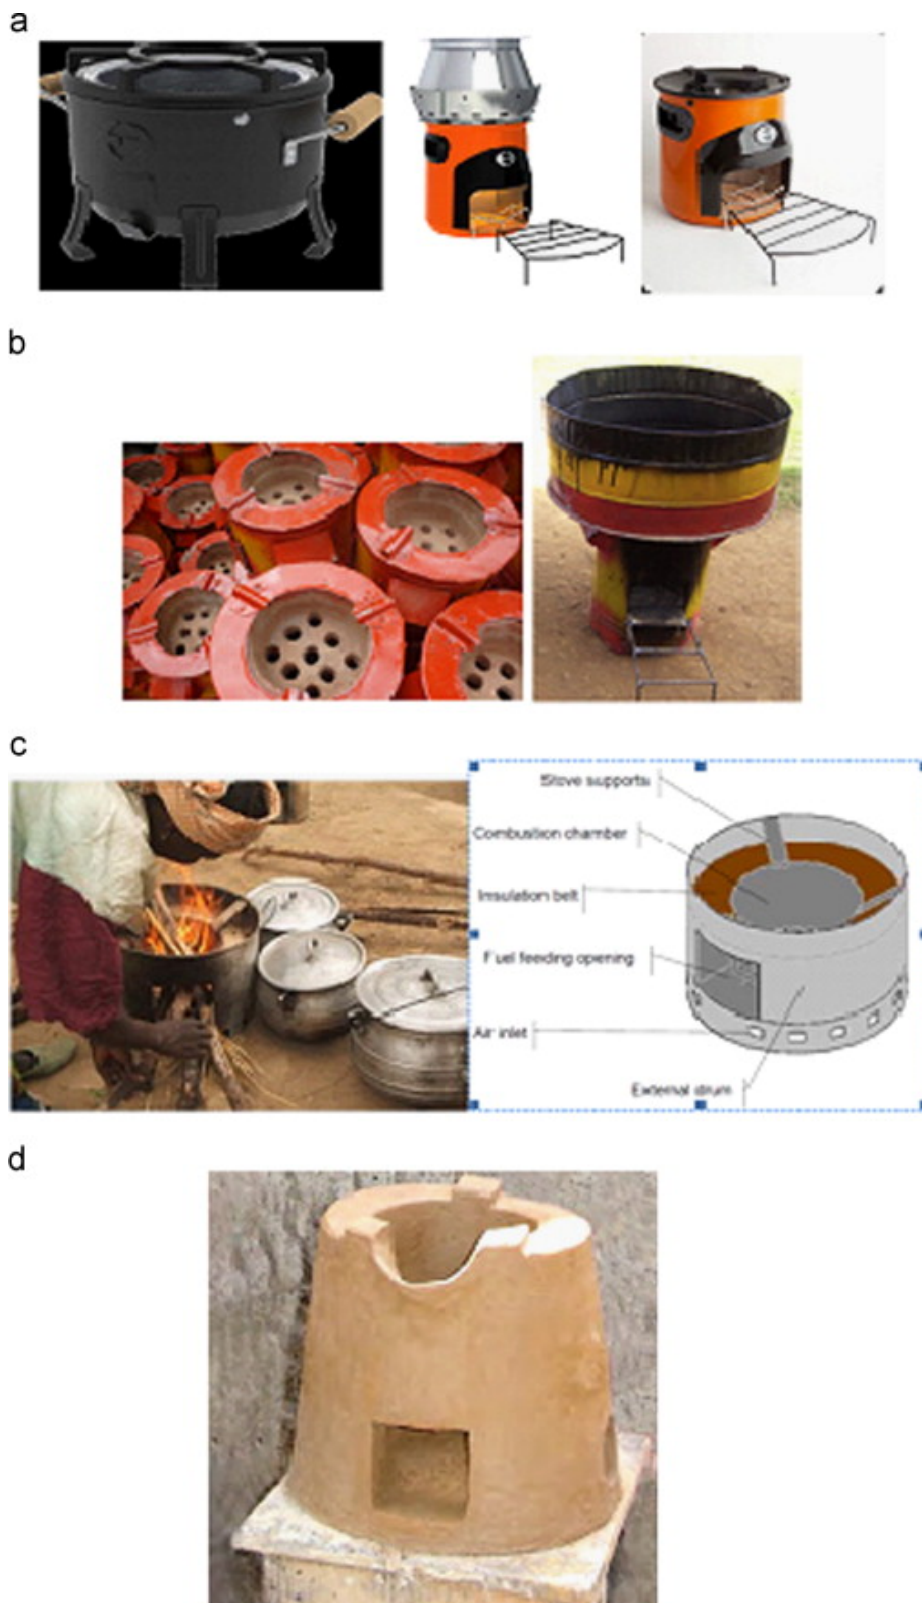 a
b
c
Stove supports
Combustion chamber
Insulation belt
Fuel feeding opening
Air inlet
External drum
d